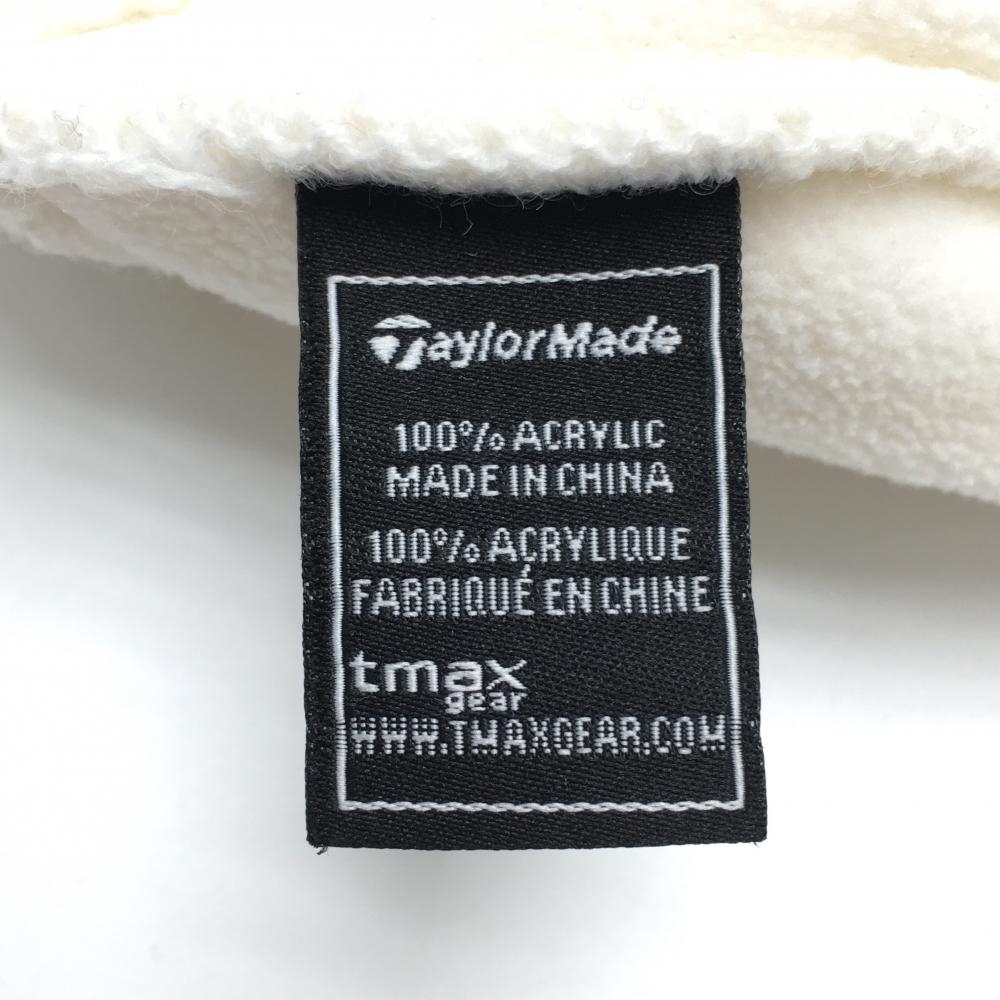 TaylorMade
100% ACRYLIC
MADE IN CHINA
100% ACRYLIQUE
FABRIQUÉ EN CHINE
tmax
gear
WWW.TMAXGEAR.COM